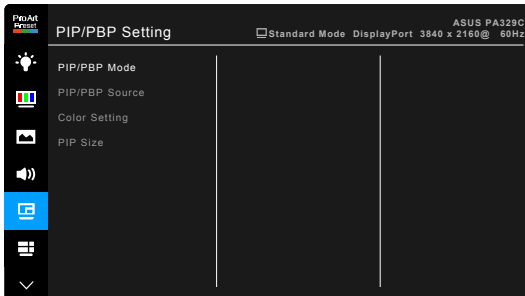 ProArt
Preset
PIP/PBP Setting
ASUS PA329C
Standard Mode DisplayPort 3840 x 2160@ 60Hz
PIP/PBP Mode
PIP/PBP Source
Color Setting
PIP Size